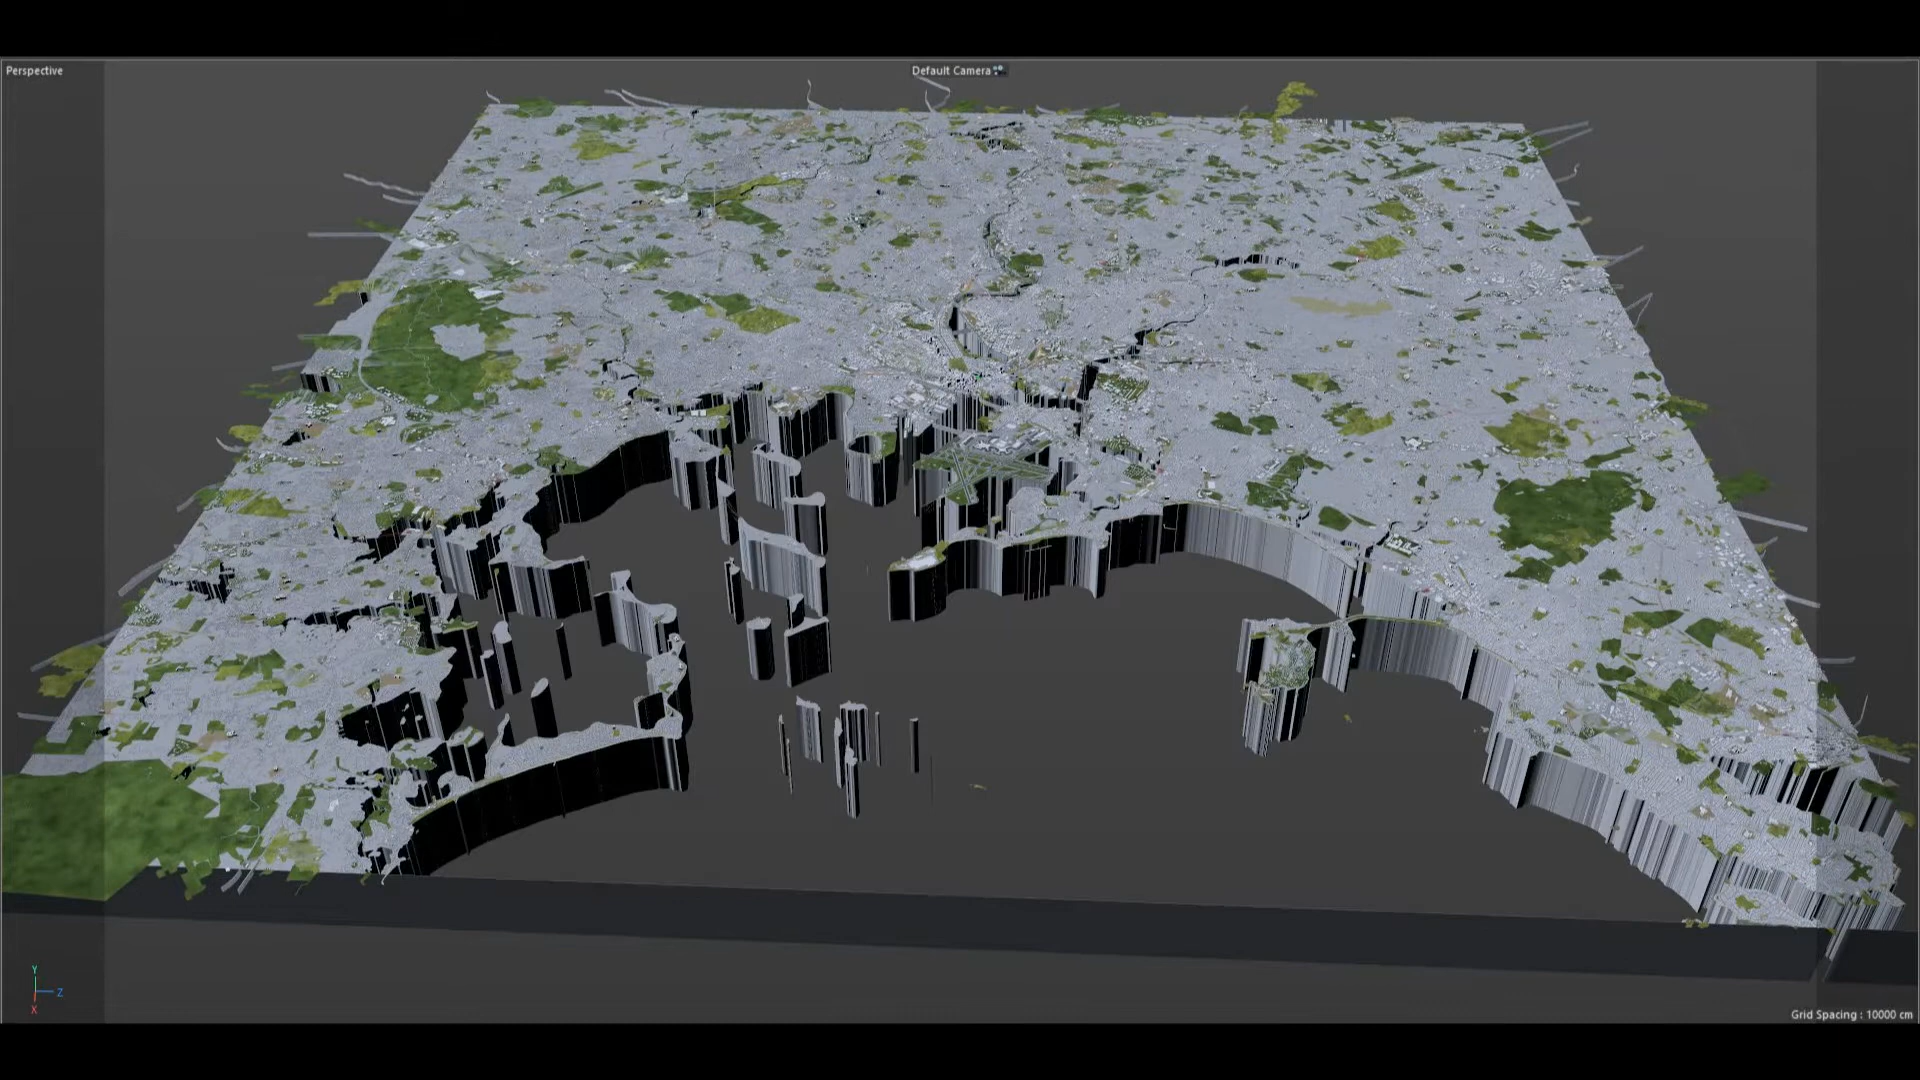 Perspective
Default Camera
Y
Z
X
Grid Spacing : 10000 cm